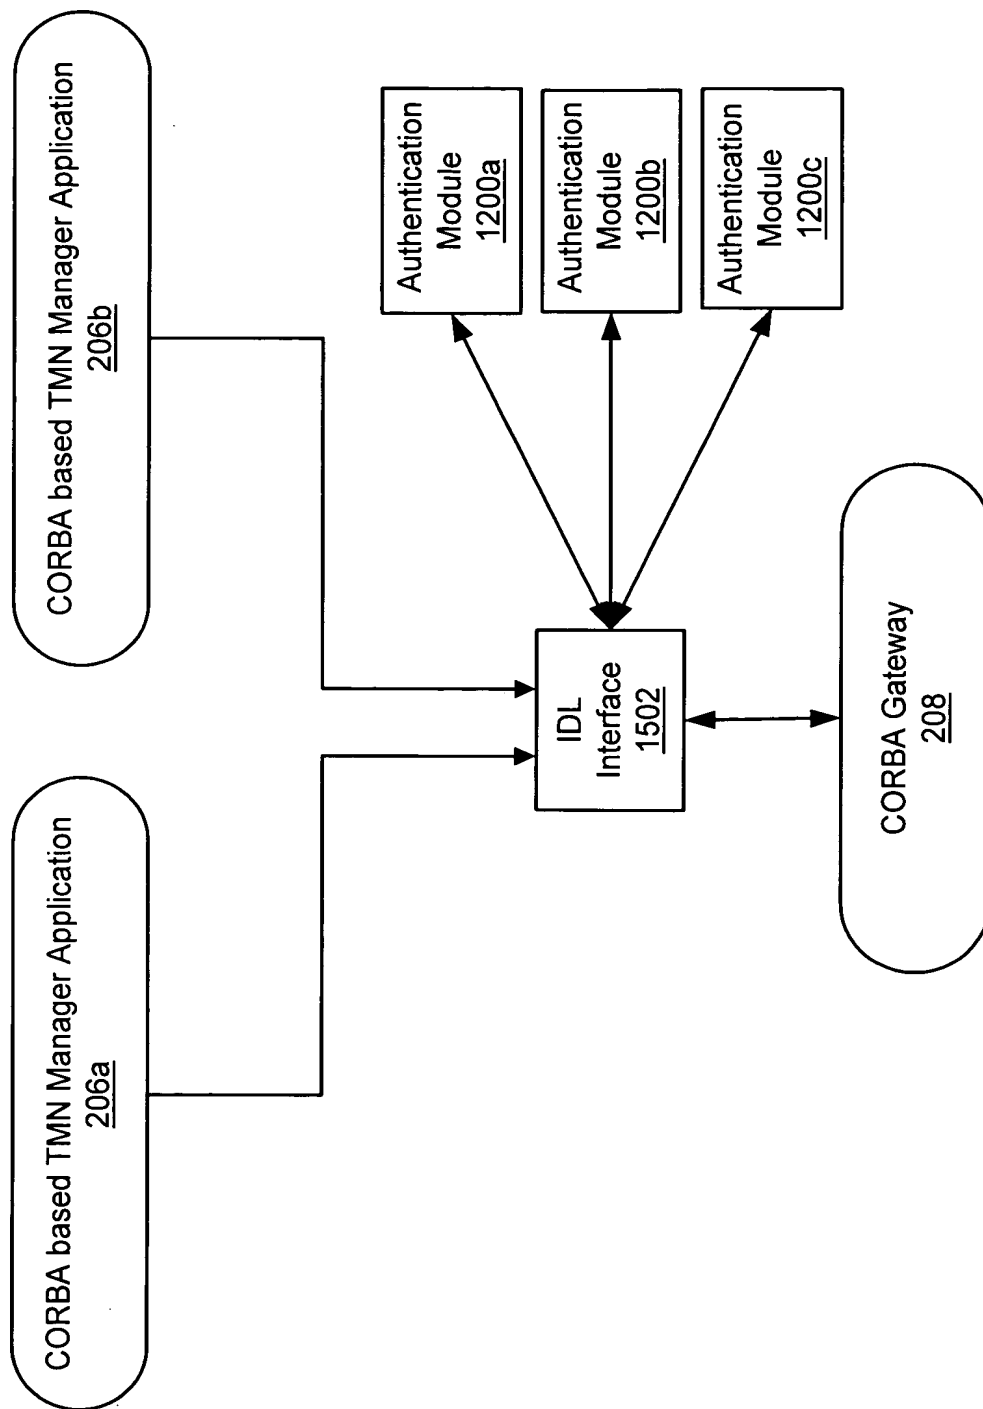 CORBA based TMN Manager Application
206a
CORBA based TMN Manager Application
206b
IDL
Interface
1502
Authentication
Module
1200a
Authentication
Module
1200b
Authentication
Module
1200c
CORBA Gateway
208